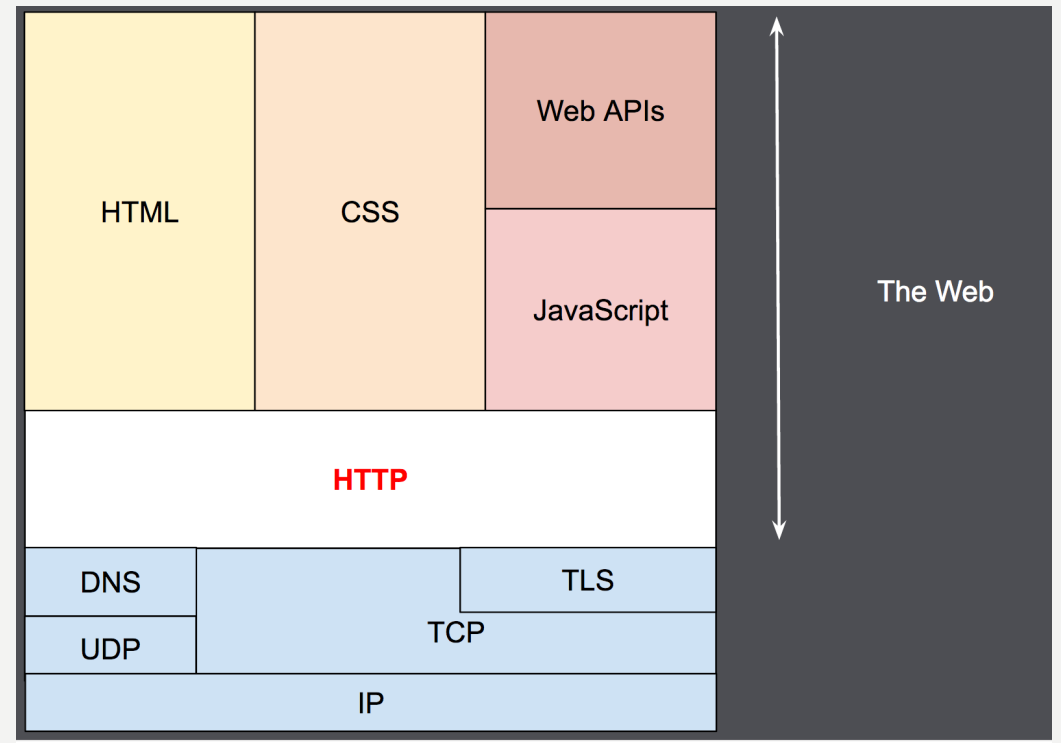 Web APIs
HTML
CSS
JavaScript
The Web
HTTP
DNS
TLS
TCP
UDP
IP